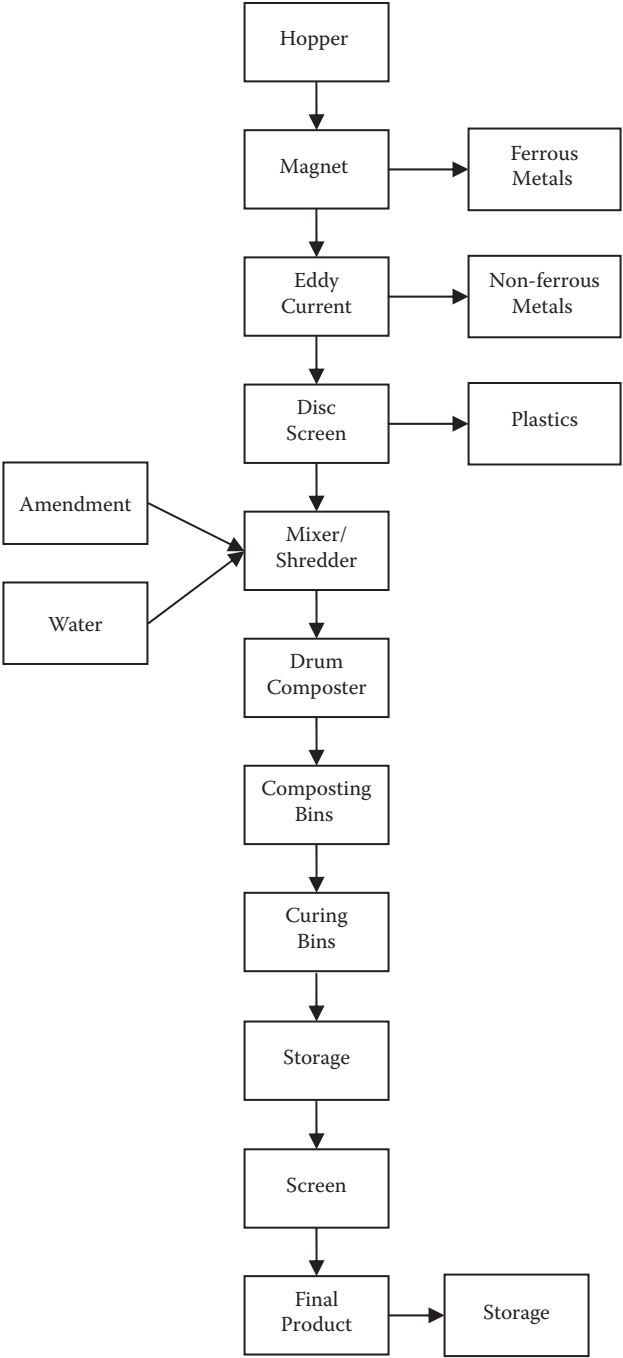 Hopper
Magnet
Ferrous
Metals
Eddy
Current
Non-ferrous
Metals
Disc
Screen
Plastics
Amendment
Mixer/
Shredder
Water
Drum
Composter
Composting
Bins
Curing
Bins
Storage
Screen
Final
Product
Storage